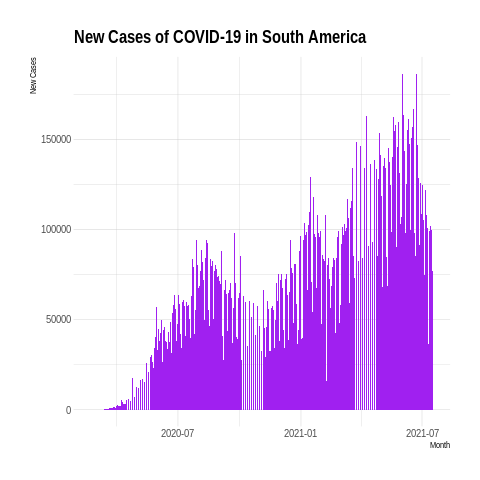 New Cases of COVID-19 in South America
New Cases
150000
100000
50000
0
2020-07
2021-01
2021-07
Month